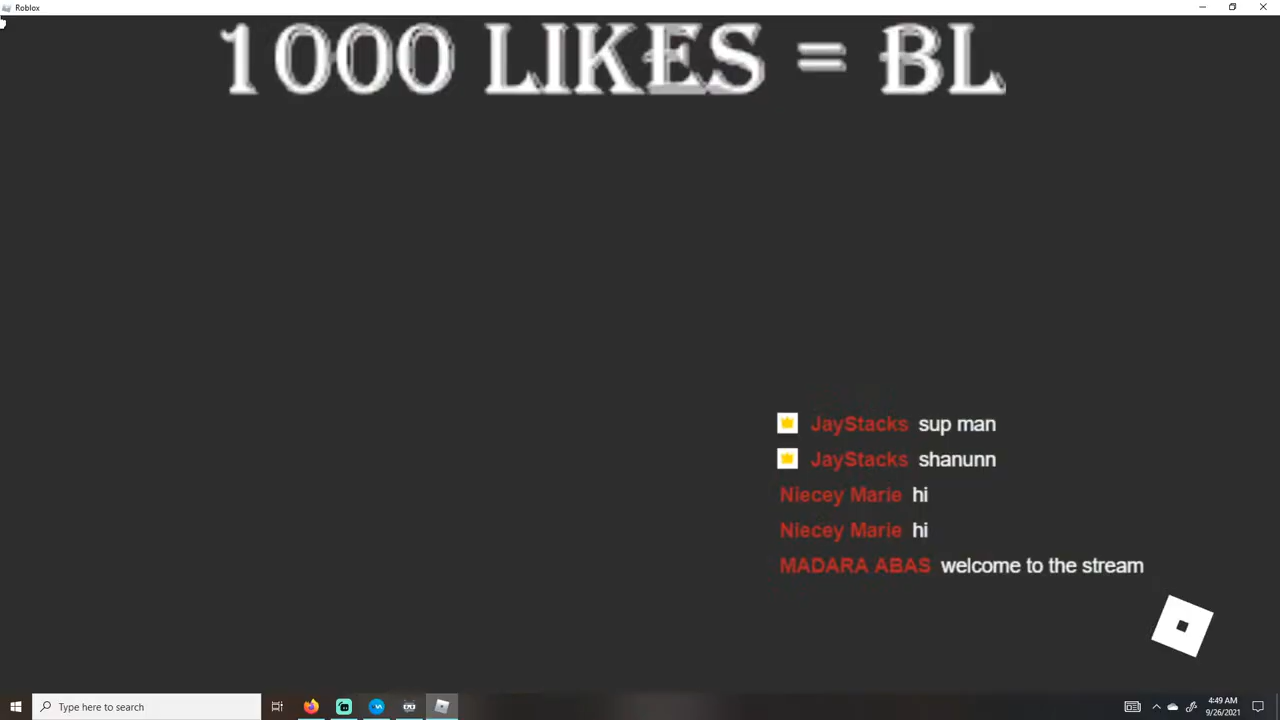 Roblox
1000 LIKES = BL
JayStacks sup man
JayStacks shanunn
Niecey Marie hi
Niecey Marie hi
MADARA ABAS welcome to the stream
Type here to search
4:49 AM
9/26/2021